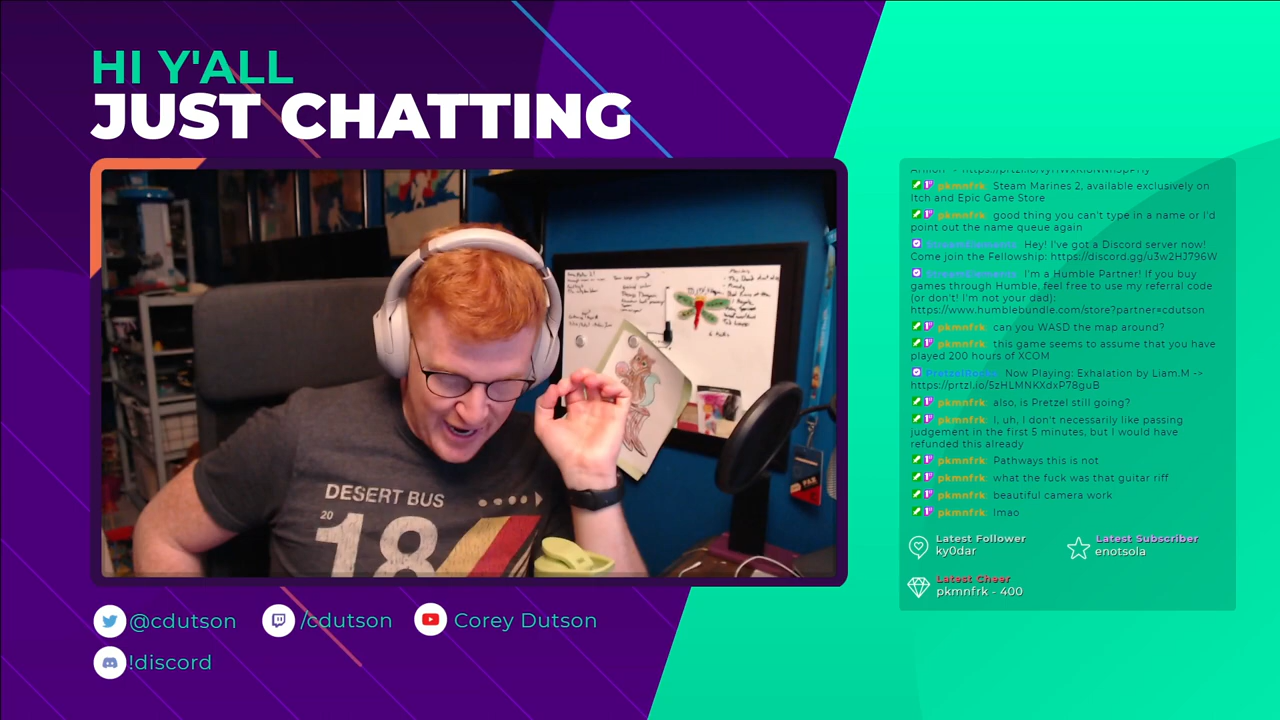 HI Y'ALL
JUST CHATTING
DESERT BUS
20
18
pkmnfrk: Steam Marines 2, available exclusively on
Itch and Epic Game Store
pkmnfrk: good thing you can't type in a name or I'd
point out the name queue again
Hey! I've got a Discord server now!
Come join the Fellowship: https://discord.gg/u3w2HJ796W
I'm a Humble Partner! If you buy
games through Humble, feel free to use my referral code
(or don't! I'm not your dad):
https://www.humblebundle.com/store?partner=cdutson
pkmnfrk: can you WASD the map around?
pkmnfrk: this game seems to assume that you have
played 200 hours of XCOM
PretzelRocks: Now Playing: Exhalation by Liam.M ->
https://prtzl.io/5zHLMNKXdxP78guB
pkmnfrk: also, is Pretzel still going?
pkmnfrk: I, uh, I don't necessarily like passing
judgement in the first 5 minutes, but I would have
refunded this already
pkmnfrk: Pathways this is not
pkmnfrk: what the fuck was that guitar riff
pkmnfrk: beautiful camera work
pkmnfrk: lmao
Latest Follower
ky0dar
Latest Subscriber
enotsola
Latest Cheer
pkmnfrk - 400
@cdutson
/cdutson
Corey Dutson
!discord